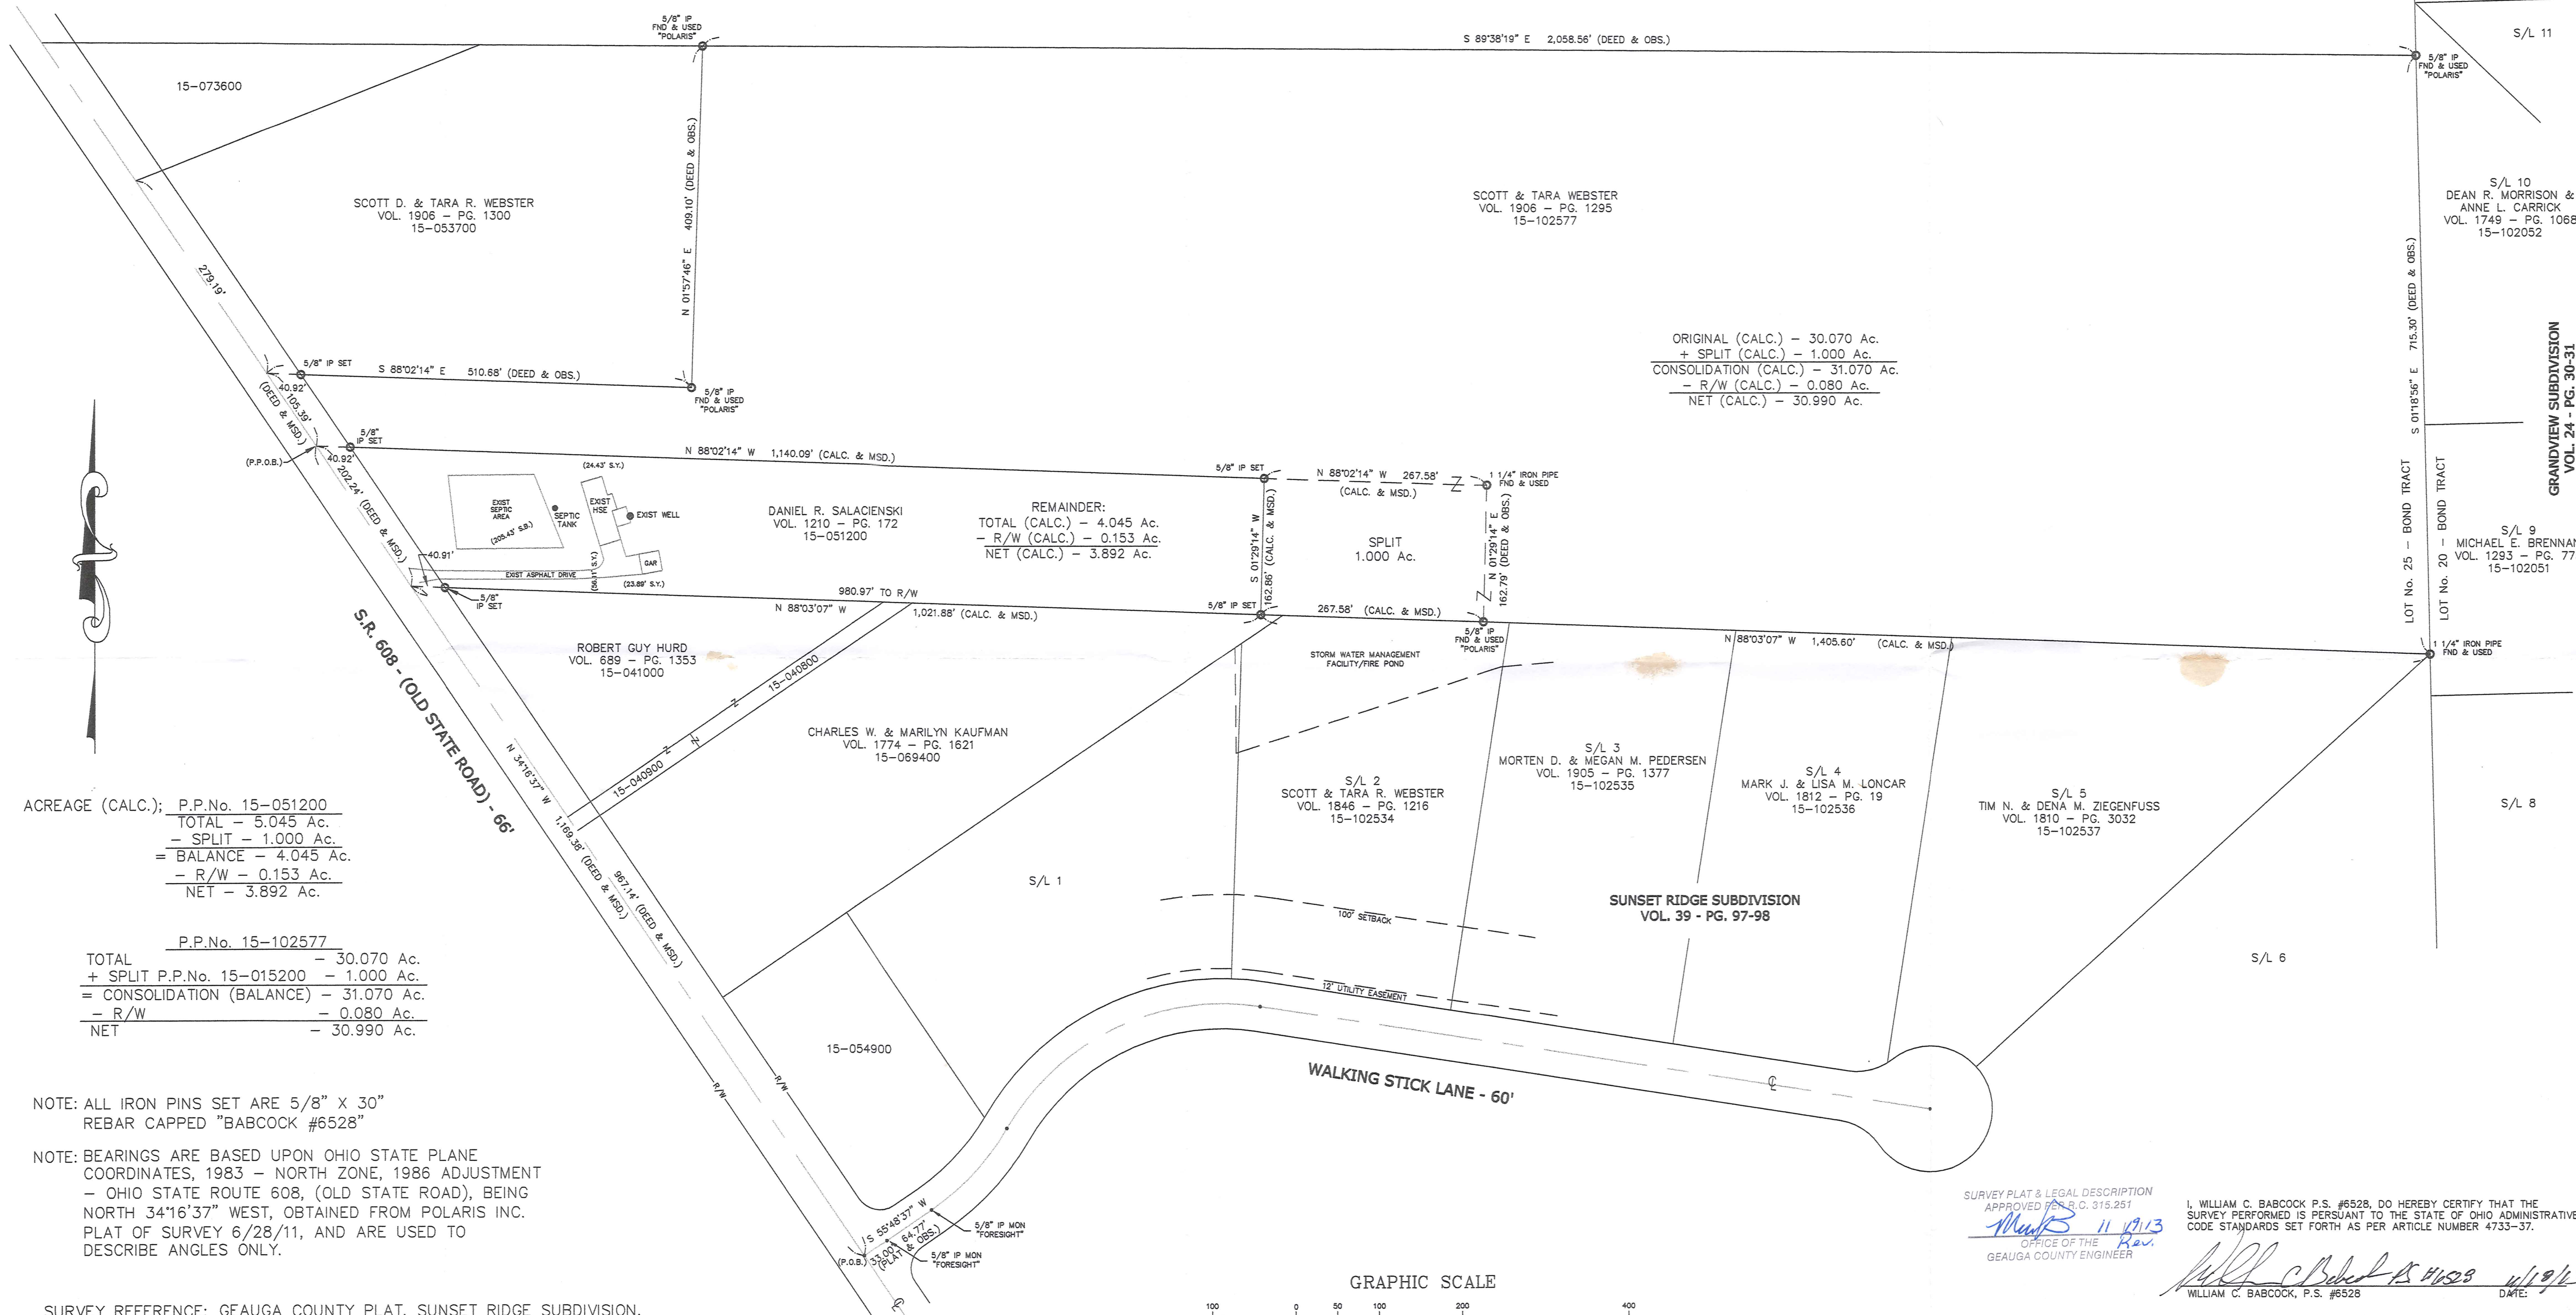 5/8" IP
FND & USED
"POLARIS"
S 89°38'19" E 2,058.56' (DEED & OBS.)
5/8" IP
FND & USED
"POLARIS"
S/L 11
15-073600
SCOTT D. & TARA R. WEBSTER
VOL. 1906 - PG. 1300
15-053700
N 01°57'46" E 409.10' (DEED & OBS.)
SCOTT & TARA WEBSTER
VOL. 1906 - PG. 1295
15-102577
S/L 10
DEAN R. MORRISON &
ANNE L. CARRICK
VOL. 1749 - PG. 1068
15-102052
S 01°18'56" E 715.30' (DEED & OBS.)
GRANDVIEW SUBDIVISION
VOL. 24 - PG. 30-31
279.19'
5/8" IP SET
S 88°02'14" E 510.68' (DEED & OBS.)
5/8" IP
FND & USED
"POLARIS"
40.92'
105.39'
(DEED & MSD.)
ORIGINAL (CALC.) - 30.070 Ac.
+ SPLIT (CALC.) - 1.000 Ac.
CONSOLIDATION (CALC.) - 31.070 Ac.
- R/W (CALC.) - 0.080 Ac.
NET (CALC.) - 30.990 Ac.
5/8"
IP SET
(P.P.O.B.)
40.92'
202.24' (DEED & MSD.)
N 88°02'14" W 1,140.09' (CALC. & MSD.)
5/8" IP SET
N 88°02'14" W 267.58'
(CALC. & MSD.)
Z
1 1/4" IRON PIPE
FND & USED
(24.43' S.Y.)
EXIST
SEPTIC
AREA
(205.43' S.B.)
SEPTIC
TANK
EXIST
HSE
EXIST WELL
GAR
EXIST ASPHALT DRIVE
(56.11' S.Y.)
(23.89' S.Y.)
40.91'
5/8"
IP SET
DANIEL R. SALACIENSKI
VOL. 1210 - PG. 172
15-051200
REMAINDER:
TOTAL (CALC.) - 4.045 Ac.
- R/W (CALC.) - 0.153 Ac.
NET (CALC.) - 3.892 Ac.
S 01°29'14" W
162.86' (CALC. & MSD.)
SPLIT
1.000 Ac.
N 01°29'14" E
162.79' (DEED & OBS.)
Z
LOT No. 25 - BOND TRACT
LOT No. 20 - BOND TRACT
S/L 9
MICHAEL E. BRENNAN
VOL. 1293 - PG. 77
15-102051
980.97' TO R/W
N 88°03'07" W
1,021.88' (CALC. & MSD.)
5/8" IP SET
267.58' (CALC. & MSD.)
5/8" IP
FND & USED
"POLARIS"
N 88°03'07" W 1,405.60' (CALC. & MSD.)
1 1/4" IRON PIPE
FND & USED
S.R. 608 - (OLD STATE ROAD) - 66'
ROBERT GUY HURD
VOL. 689 - PG. 1353
15-041000
15-040800
Z
Z
Z
15-040900
STORM WATER MANAGEMENT
FACILITY/FIRE POND
CHARLES W. & MARILYN KAUFMAN
VOL. 1774 - PG. 1621
15-069400
N 34°16'37" W
1,169.38' (DEED & MSD.)
967.14' (DEED & MSD.)
S/L 2
SCOTT & TARA R. WEBSTER
VOL. 1846 - PG. 1216
15-102534
S/L 3
MORTEN D. & MEGAN M. PEDERSEN
VOL. 1905 - PG. 1377
15-102535
S/L 4
MARK J. & LISA M. LONCAR
VOL. 1812 - PG. 19
15-102536
S/L 5
TIM N. & DENA M. ZIEGENFUSS
VOL. 1810 - PG. 3032
15-102537
S/L 8
ACREAGE (CALC.); P.P.No. 15-051200
TOTAL - 5.045 Ac.
- SPLIT - 1.000 Ac.
= BALANCE - 4.045 Ac.
- R/W - 0.153 Ac.
NET - 3.892 Ac.
S/L 1
SUNSET RIDGE SUBDIVISION
VOL. 39 - PG. 97-98
100' SETBACK
P.P.No. 15-102577
TOTAL - 30.070 Ac.
+ SPLIT P.P.No. 15-015200 - 1.000 Ac.
= CONSOLIDATION (BALANCE) - 31.070 Ac.
- R/W - 0.080 Ac.
NET - 30.990 Ac.
S/L 6
12' UTILITY EASEMENT
15-054900
R/W
R/W
WALKING STICK LANE - 60'
NOTE: ALL IRON PINS SET ARE 5/8" X 30"
REBAR CAPPED "BABCOCK #6528"
NOTE: BEARINGS ARE BASED UPON OHIO STATE PLANE
COORDINATES, 1983 - NORTH ZONE, 1986 ADJUSTMENT
- OHIO STATE ROUTE 608, (OLD STATE ROAD), BEING
NORTH 34°16'37" WEST, OBTAINED FROM POLARIS INC.
PLAT OF SURVEY 6/28/11, AND ARE USED TO
DESCRIBE ANGLES ONLY.
S 55°48'37" W
33.00' 64.77'
(PLAT & OBS.)
(P.O.B.)
5/8" IP MON
"FORESIGHT"
5/8" IP MON
"FORESIGHT"
SURVEY PLAT & LEGAL DESCRIPTION
APPROVED PER R.C. 315.251
11 19 13
OFFICE OF THE Rev.
GEAUGA COUNTY ENGINEER
I, WILLIAM C. BABCOCK P.S. #6528, DO HEREBY CERTIFY THAT THE
SURVEY PERFORMED IS PERSUANT TO THE STATE OF OHIO ADMINISTRATIVE
CODE STANDARDS SET FORTH AS PER ARTICLE NUMBER 4733-37.
PS #6528
WILLIAM C. BABCOCK, P.S. #6528 DATE:
GRAPHIC SCALE
100 0 50 100 200 400
SURVEY REFERENCE: GEAUGA COUNTY PLAT, SUNSET RIDGE SUBDIVISION,